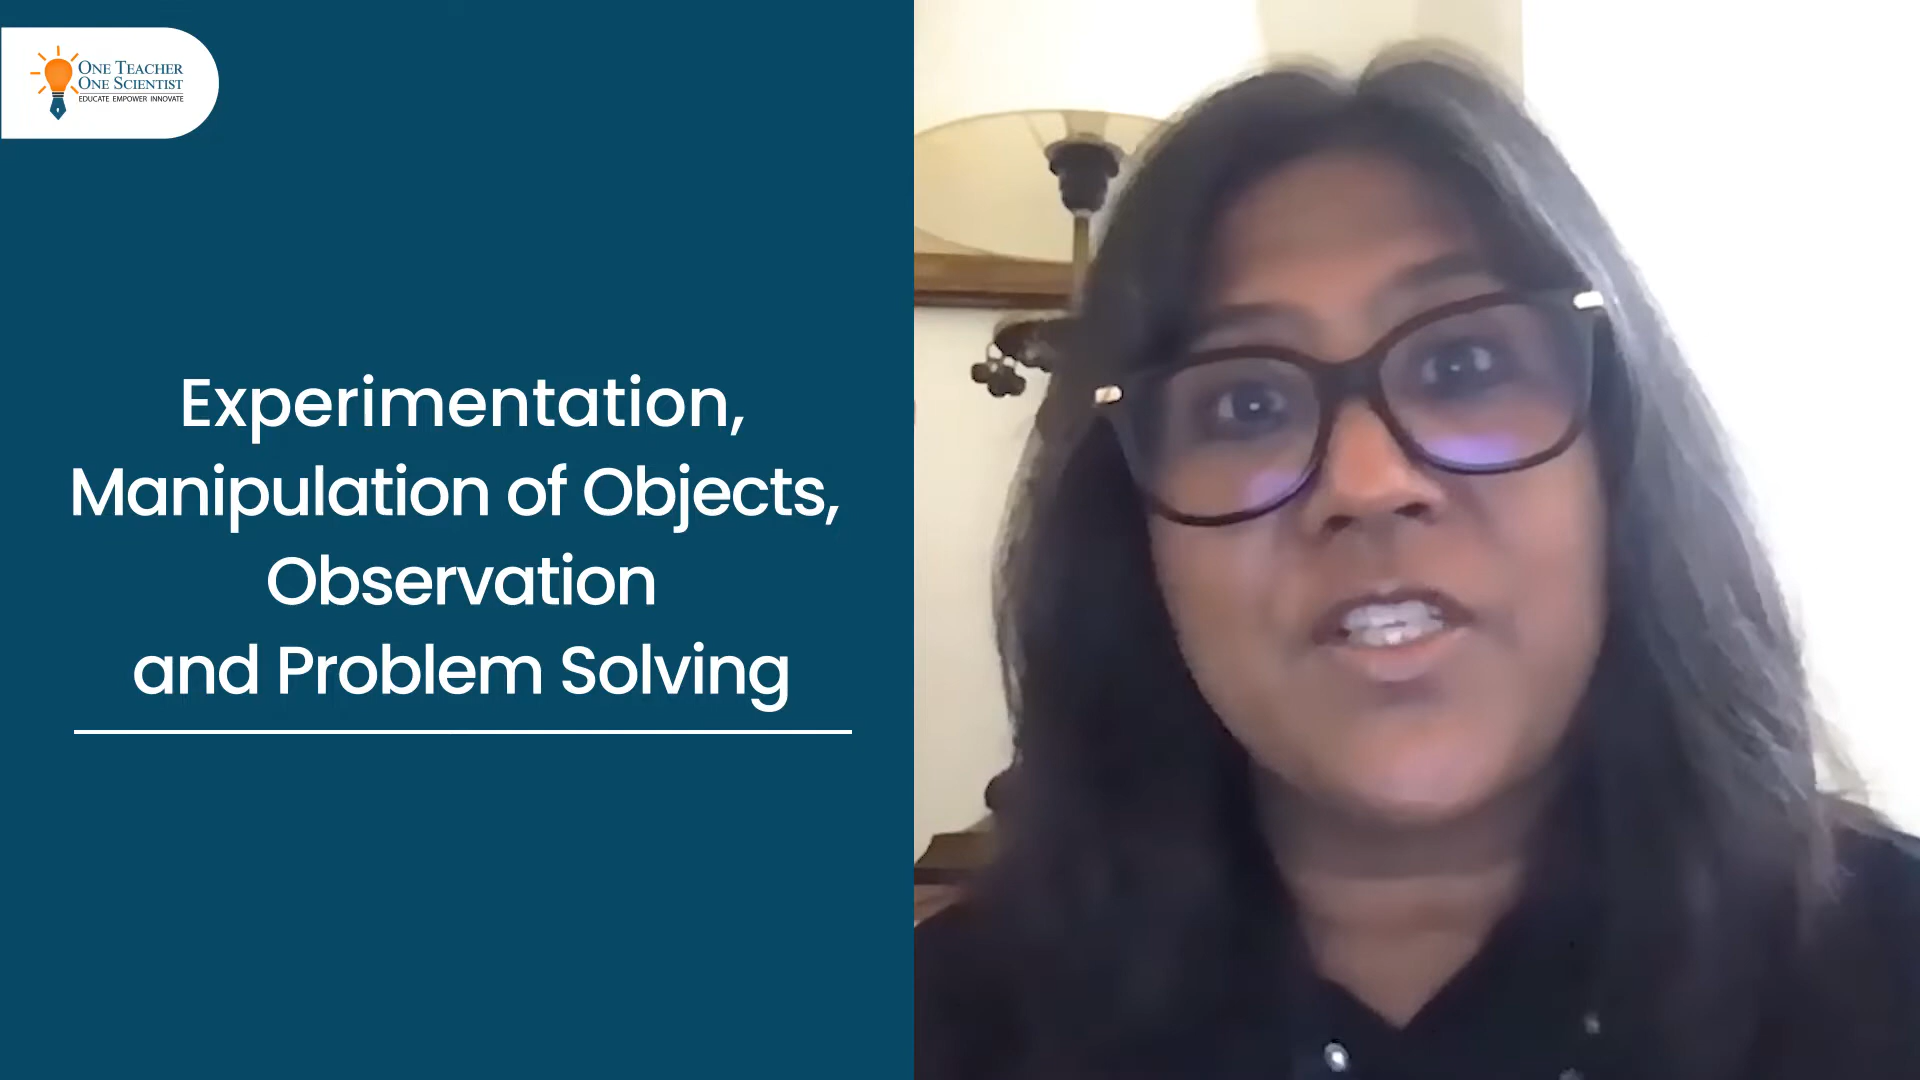 ONE TEACHER
ONE SCIENTIST
EDUCATE EMPOWER INNOVATE
Experimentation,
Manipulation of Objects,
Observation
and Problem Solving